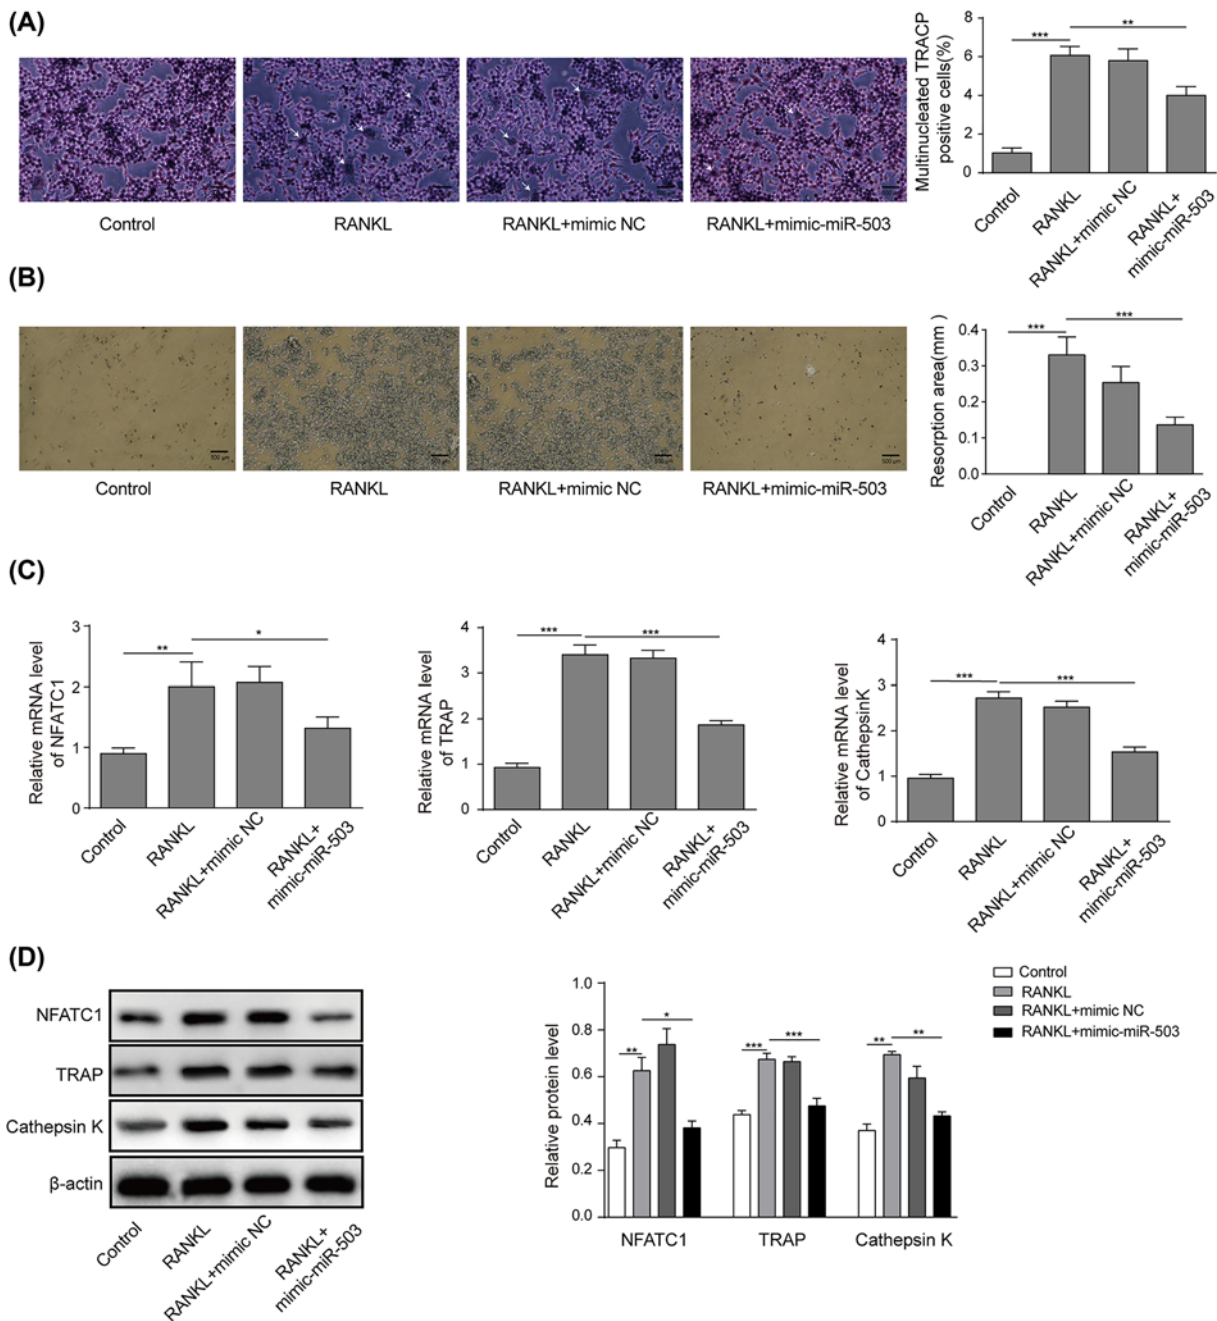 (A)
Control
RANKL
RANKL+mimic NC
RANKL+mimic-miR-503
Multinucleated TRACP
positive cells(%)
8
6
4
2
0
***
**
Control
RANKL
RANKL+mimic NC
RANKL+
mimic-miR-503
(B)
500 μm
500 μm
500 μm
500 μm
Control
RANKL
RANKL+mimic NC
RANKL+mimic-miR-503
Resorption area(mm )
0.4
0.3
0.2
0.1
0.0
***
***
Control
RANKL
RANKL+mimic NC
RANKL+
mimic-miR-503
(C)
Relative mRNA level
of NFATC1
3
2
1
0
**
*
Control
RANKL
RANKL+mimic NC
RANKL+
mimic-miR-503
Relative mRNA level
of TRAP
4
3
2
1
0
***
***
Control
RANKL
RANKL+mimic NC
RANKL+
mimic-miR-503
Relative mRNA level
of CathepsinK
4
3
2
1
0
***
***
Control
RANKL
RANKL+mimic NC
RANKL+
mimic-miR-503
(D)
NFATC1
TRAP
Cathepsin K
β-actin
Control
RANKL
RANKL+mimic NC
RANKL+
mimic-miR-503
Relative protein level
1.0
0.8
0.6
0.4
0.2
0.0
**
*
***
***
**
**
NFATC1
TRAP
Cathepsin K
Control
RANKL
RANKL+mimic NC
RANKL+mimic-miR-503